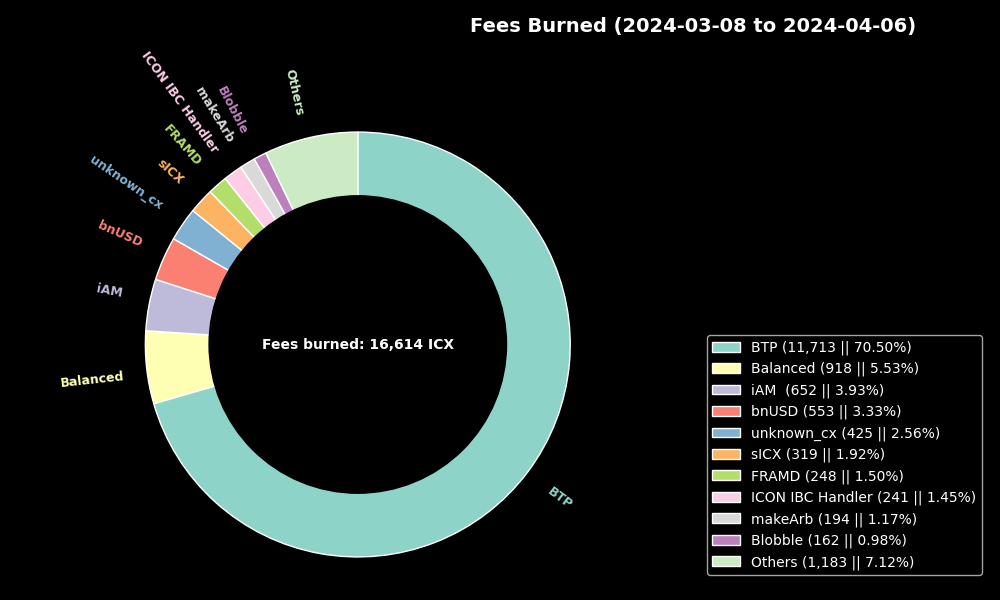 Fees Burned (2024-03-08 to 2024-04-06)
Others
Blobble
makeArb
ICON IBC Handler
FRAMD
sICX
unknown_cx
bnUSD
iAM
Balanced
BTP
Fees burned: 16,614 ICX
BTP (11,713 || 70.50%)
Balanced (918 || 5.53%)
iAM  (652 || 3.93%)
bnUSD (553 || 3.33%)
unknown_cx (425 || 2.56%)
sICX (319 || 1.92%)
FRAMD (248 || 1.50%)
ICON IBC Handler (241 || 1.45%)
makeArb (194 || 1.17%)
Blobble (162 || 0.98%)
Others (1,183 || 7.12%)